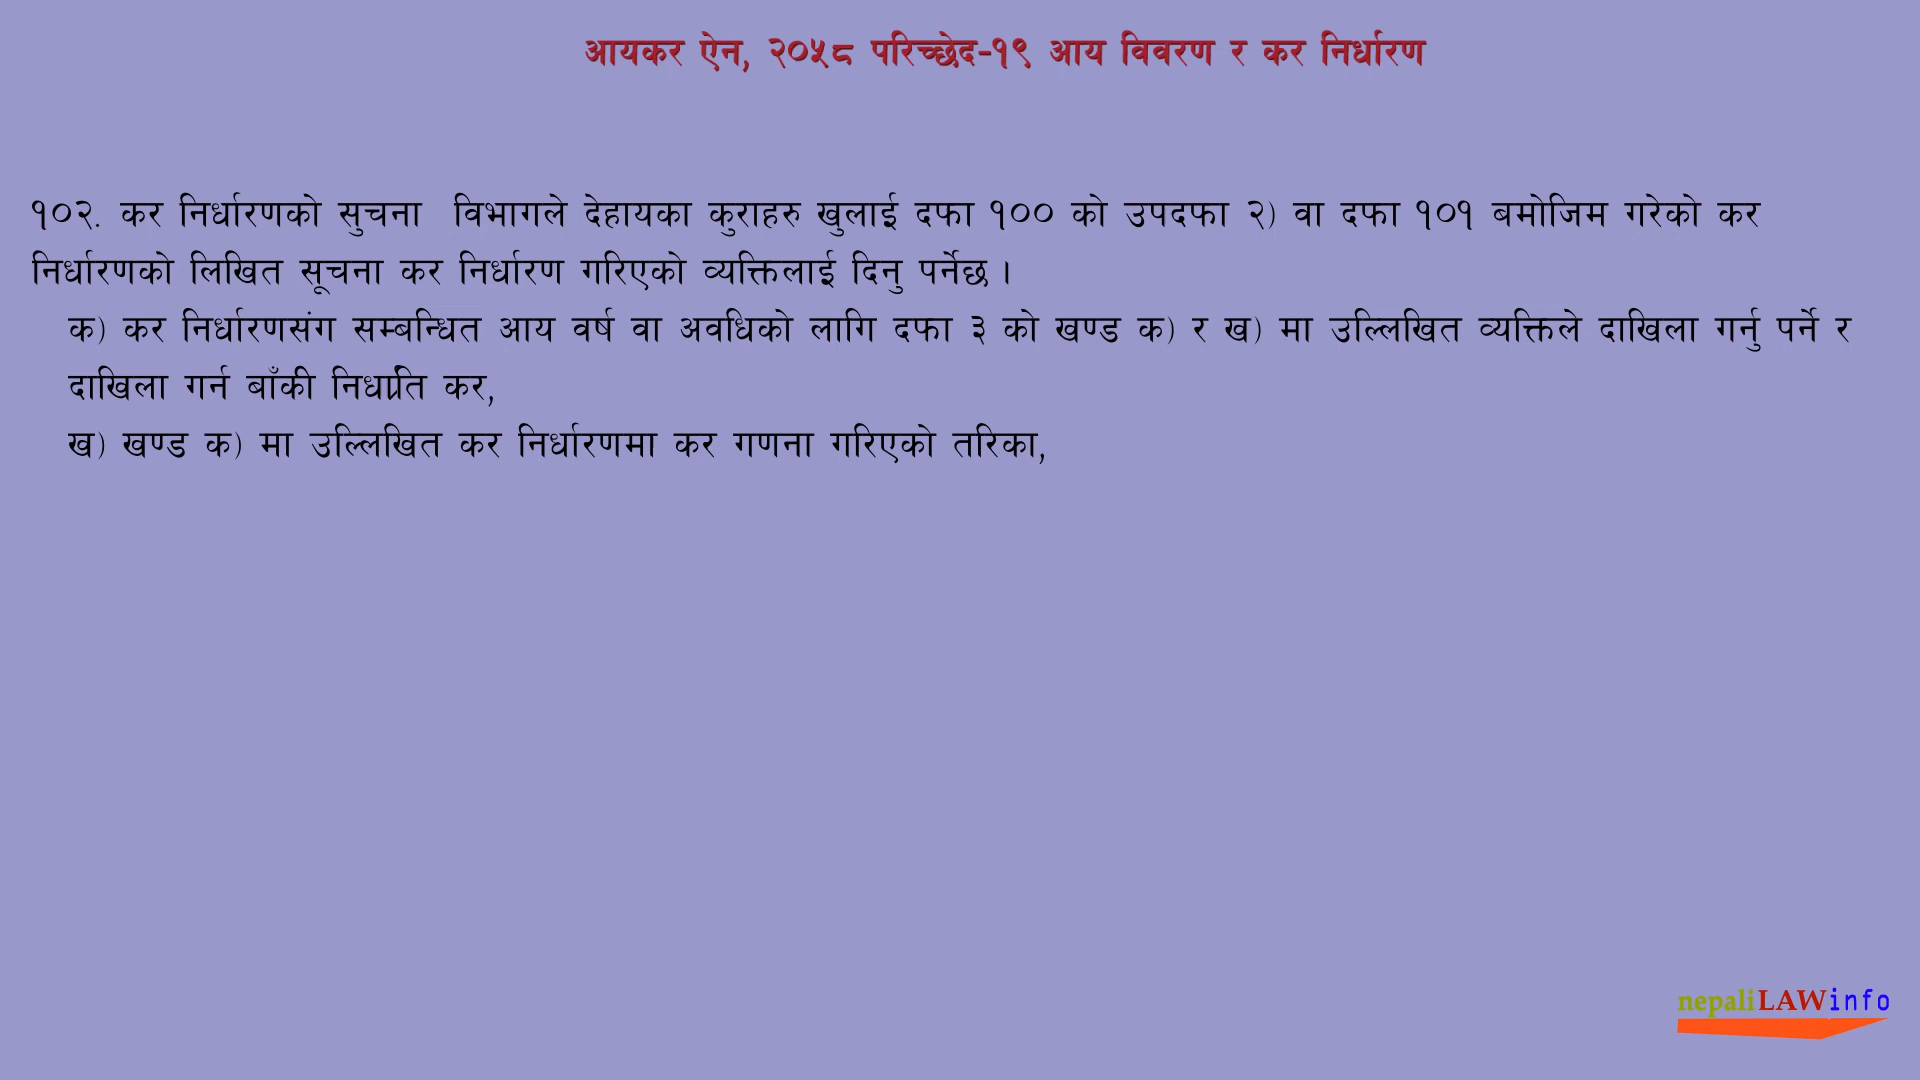 आयकर ऐन, २०५८ परिच्छेद-१९ आय विवरण र कर निर्धारण
१०२. कर निर्धारणको सुचना विभागले देहायका कुराहरु खुलाई दफा १०० को उपदफा २) वा दफा १०१ बमोजिम गरेको कर
निर्धारणको लिखित सूचना कर निर्धारण गरिएको व्यक्तिलाई दिनु पर्नेछ ।
क) कर निर्धारणसंग सम्बन्धित आय वर्ष वा अवधिको लागि दफा ३ को खण्ड क) र ख) मा उल्लिखित व्यक्तिले दाखिला गर्नु पर्ने र
दाखिला गर्न बाँकी निर्धाति कर,
ख) खण्ड क) मा उल्लिखित कर निर्धारणमा कर गणना गरिएको तरिका,
nepaliLAWinfo